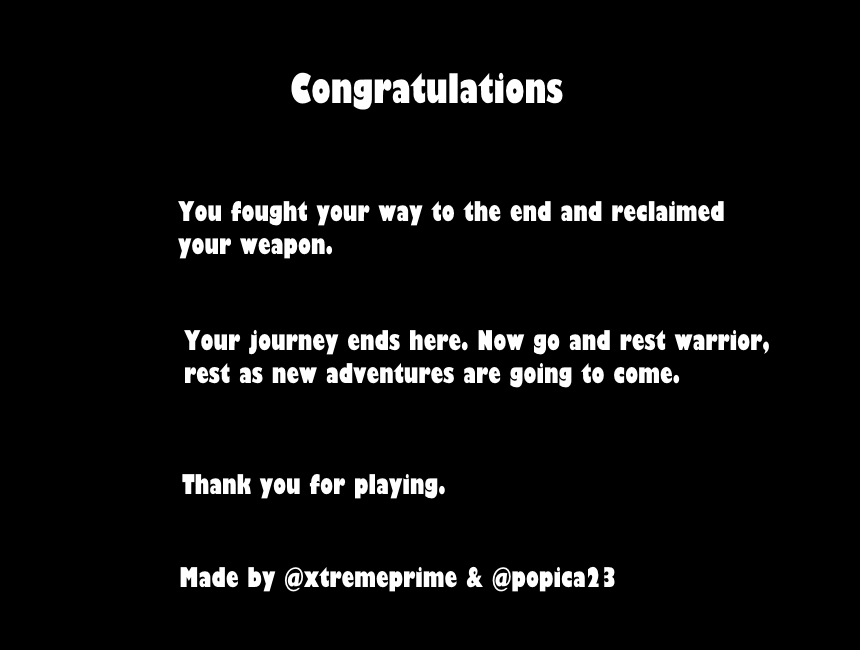 Congratulations
You fought your way to the end and reclaimed
your weapon.
Your journey ends here. Now go and rest warrior,
rest as new adventures are going to come.
Thank you for playing.
Made by @xtremeprime & @popica23